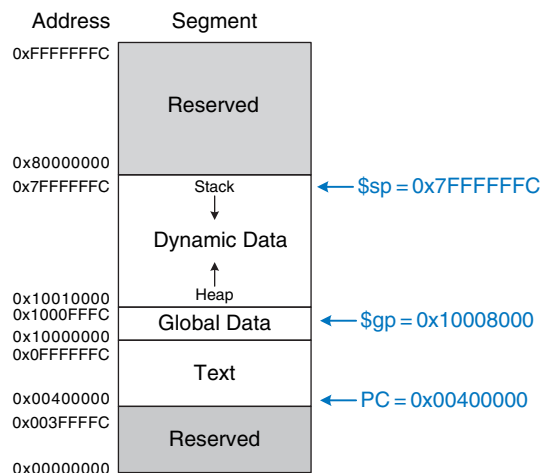 Address Segment
0xFFFFFFFC
Reserved
0x80000000
0x7FFFFFFC Stack $sp = 0x7FFFFFFC
Dynamic Data
0x10010000 Heap
0x1000FFFC
Global Data $gp = 0x10008000
0x10000000
0x0FFFFFFC
Text
0x00400000 PC = 0x00400000
0x003FFFFC
Reserved
0x00000000